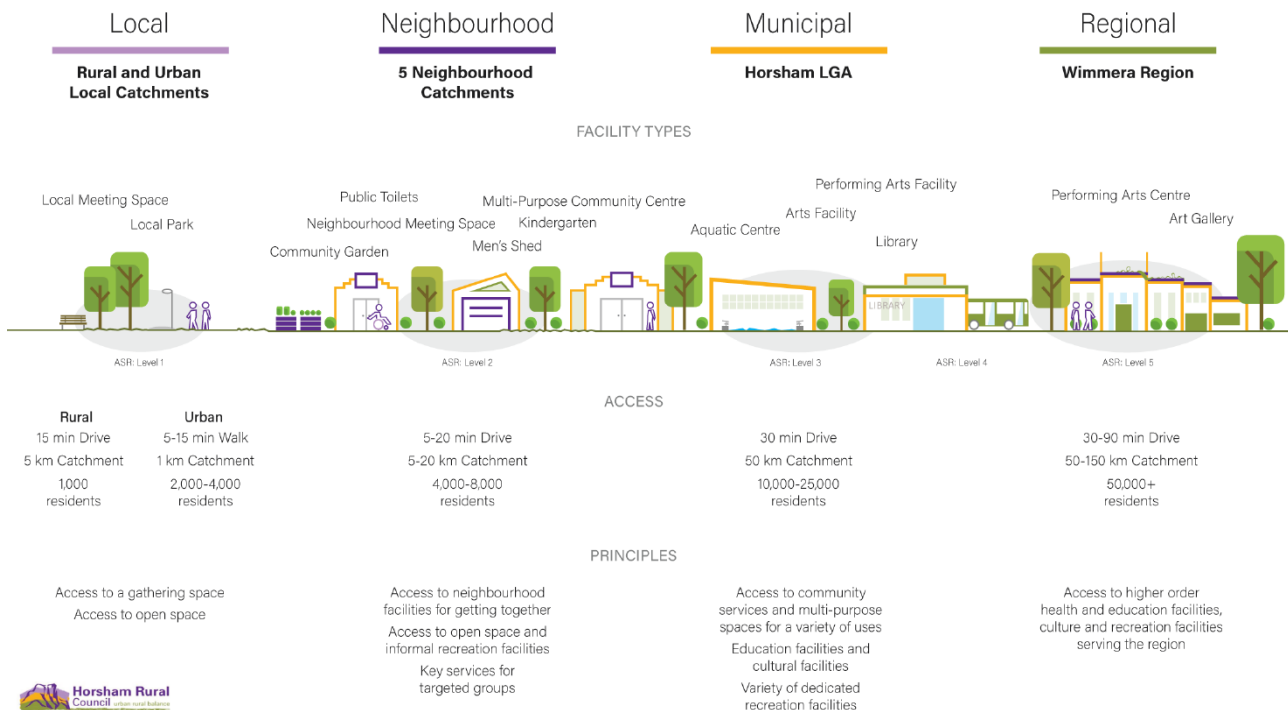 Local
Neighbourhood
Municipal
Regional
Rural and Urban
Local Catchments
5 Neighbourhood
Catchments
Horsham LGA
Wimmera Region
FACILITY TYPES
Local Meeting Space
Local Park
Public Toilets
Neighbourhood Meeting Space
Community Garden
Multi-Purpose Community Centre
Kindergarten
Men's Shed
Performing Arts Facility
Arts Facility
Aquatic Centre
Library
Performing Arts Centre
Art Gallery
LIBRARY
ASR: Level 1
ASR: Level 2
ASR: Level 3
ASR: Level 4
ASR: Level 5
ACCESS
Rural
15 min Drive
5 km Catchment
1,000
residents
Urban
5-15 min Walk
1 km Catchment
2,000-4,000
residents
5-20 min Drive
5-20 km Catchment
4,000-8,000
residents
30 min Drive
50 km Catchment
10,000-25,000
residents
30-90 min Drive
50-150 km Catchment
50,000+
residents
PRINCIPLES
Access to a gathering space
Access to open space
Access to neighbourhood
facilities for getting together
Access to open space and
informal recreation facilities
Key services for
targeted groups
Access to community
services and multi-purpose
spaces for a variety of uses
Education facilities and
cultural facilities
Variety of dedicated
recreation facilities
Access to higher order
health and education facilities,
culture and recreation facilities
serving the region
Horsham Rural
Council urban rural balance